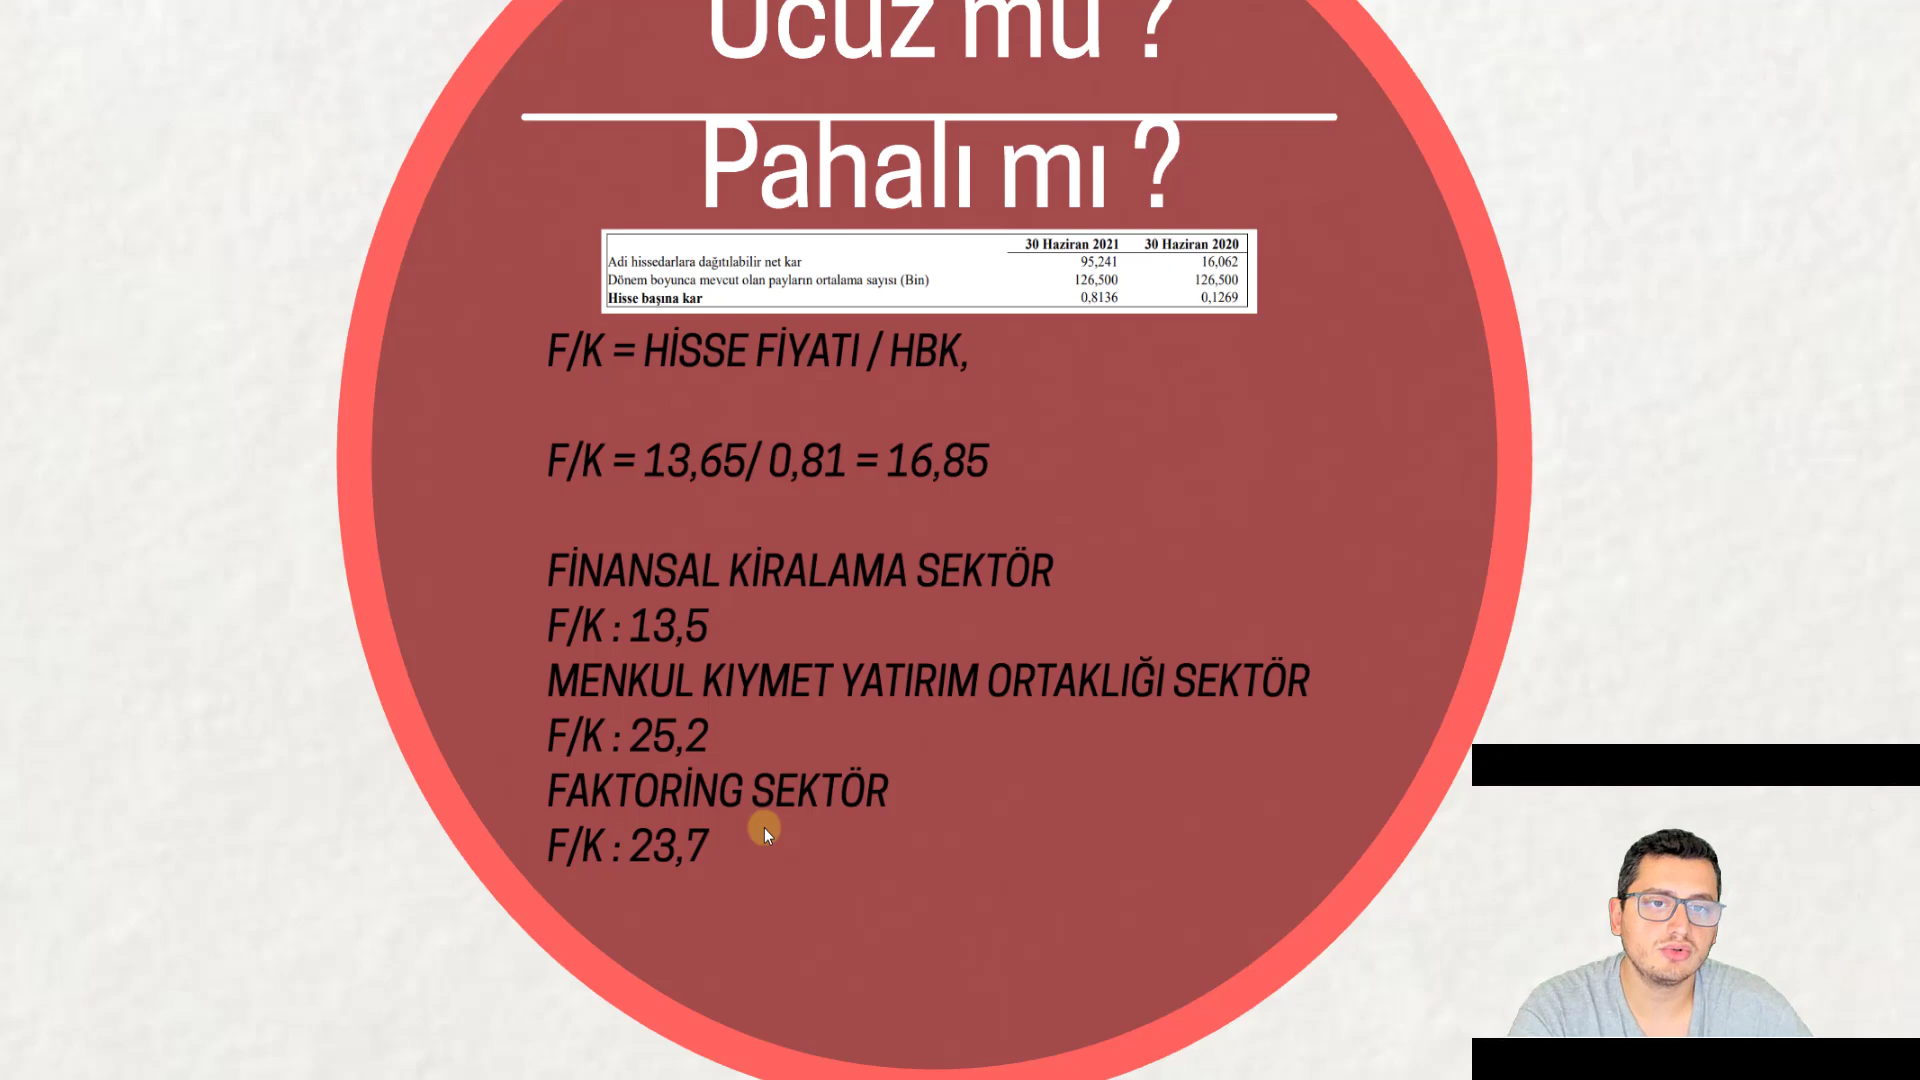 Ucuz mu ?
Pahalı mı ?
30 Haziran 2021 30 Haziran 2020
Adi hissedarlara dağıtılabilir net kar 95,241 16,062
Dönem boyunca mevcut olan payların ortalama sayısı (Bin) 126,500 126,500
Hisse başına kar 0,8136 0,1269
F/K = HİSSE FİYATI / HBK,
F/K = 13,65/ 0,81 = 16,85
FİNANSAL KİRALAMA SEKTÖR
F/K : 13,5
MENKUL KIYMET YATIRIM ORTAKLIĞI SEKTÖR
F/K : 25,2
FAKTORİNG SEKTÖR
F/K : 23,7